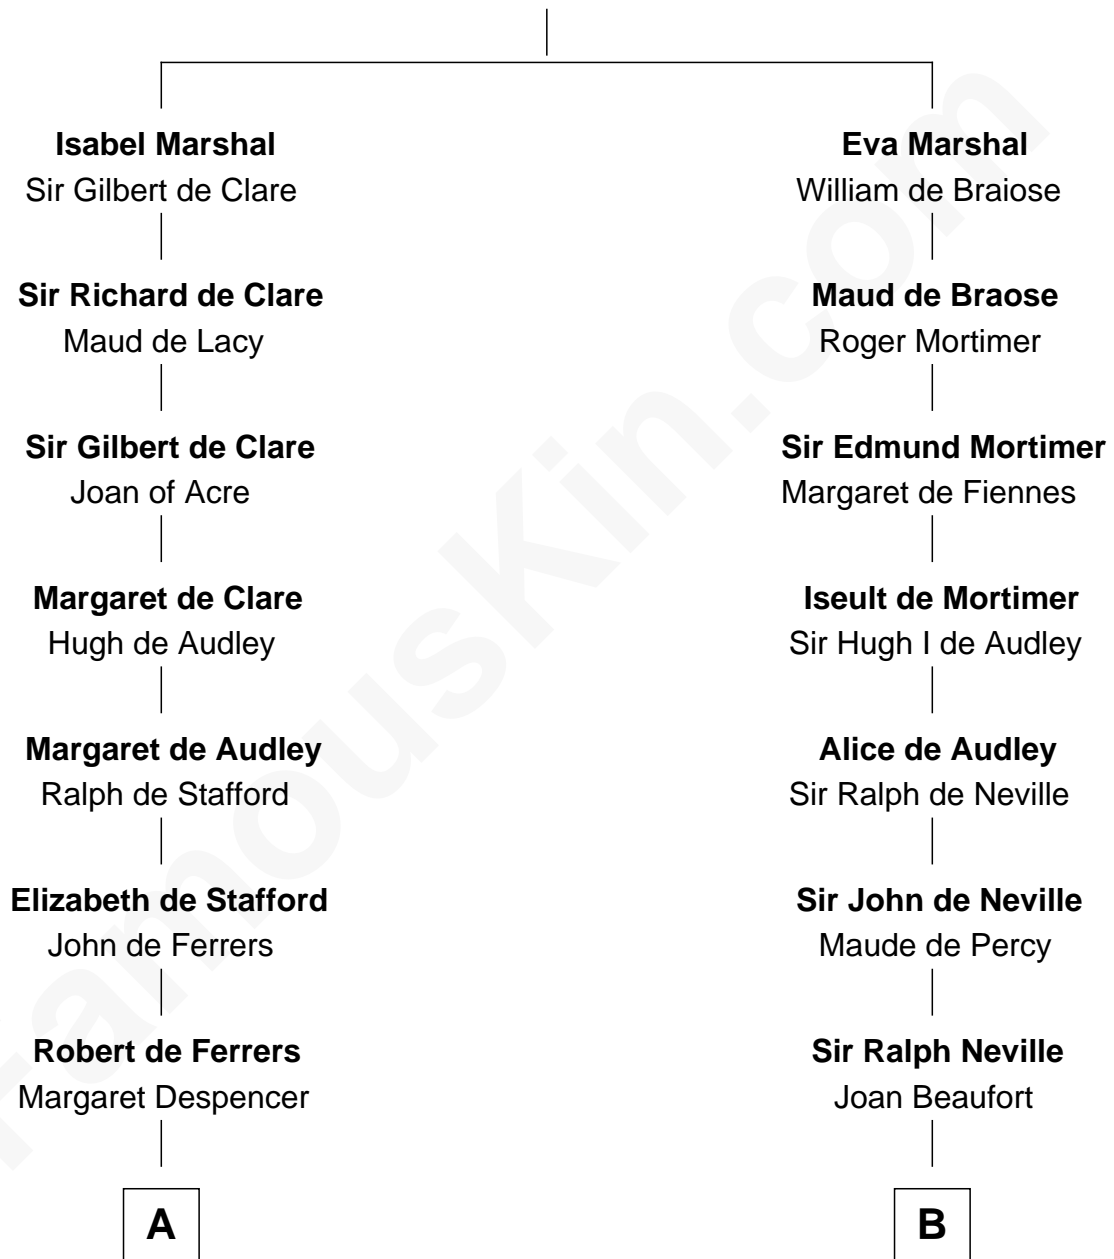 Isabel Marshal
Sir Gilbert de Clare
Eva Marshal
William de Braiose
Sir Richard de Clare
Maud de Lacy
Maud de Braose
Roger Mortimer
Sir Gilbert de Clare
Joan of Acre
Sir Edmund Mortimer
Margaret de Fiennes
Margaret de Clare
Hugh de Audley
Iseult de Mortimer
Sir Hugh I de Audley
Margaret de Audley
Ralph de Stafford
Alice de Audley
Sir Ralph de Neville
Elizabeth de Stafford
John de Ferrers
Sir John de Neville
Maude de Percy
Robert de Ferrers
Margaret Despencer
Sir Ralph Neville
Joan Beaufort
A
B
FamousKin.com